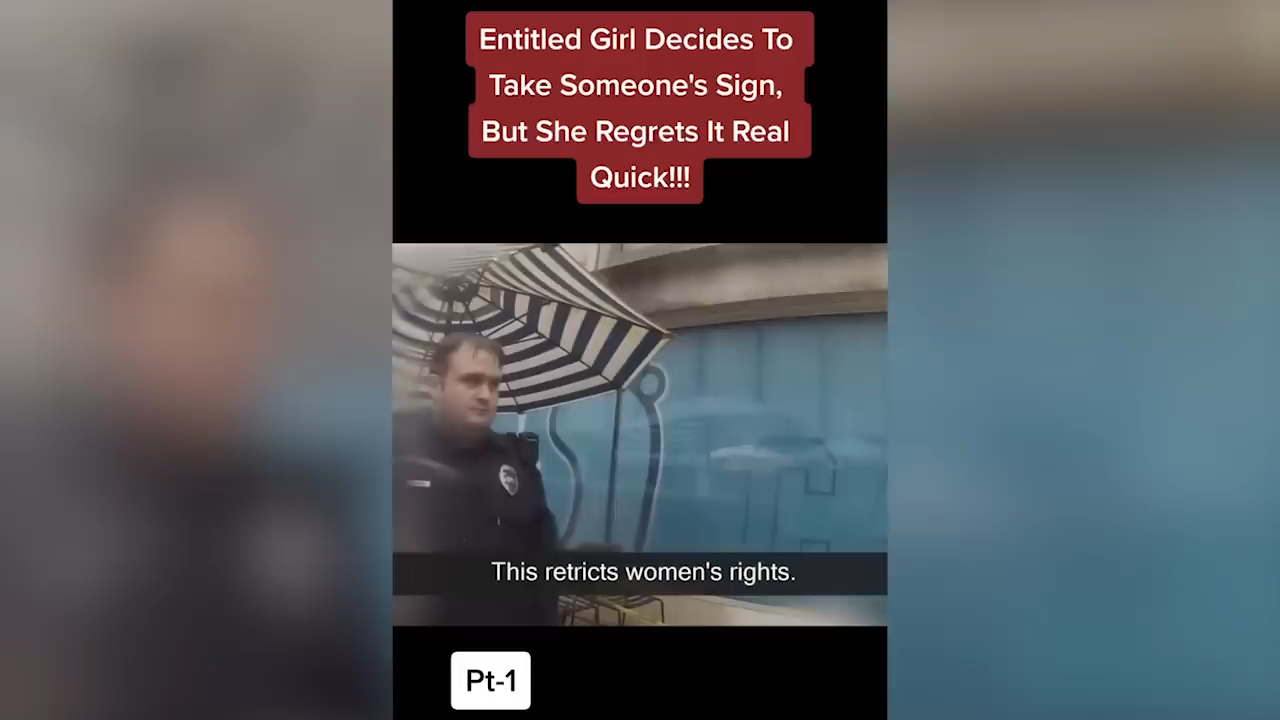 Entitled Girl Decides To
Take Someone's Sign,
But She Regrets It Real
Quick!!!
This retricts women's rights.
Pt-1